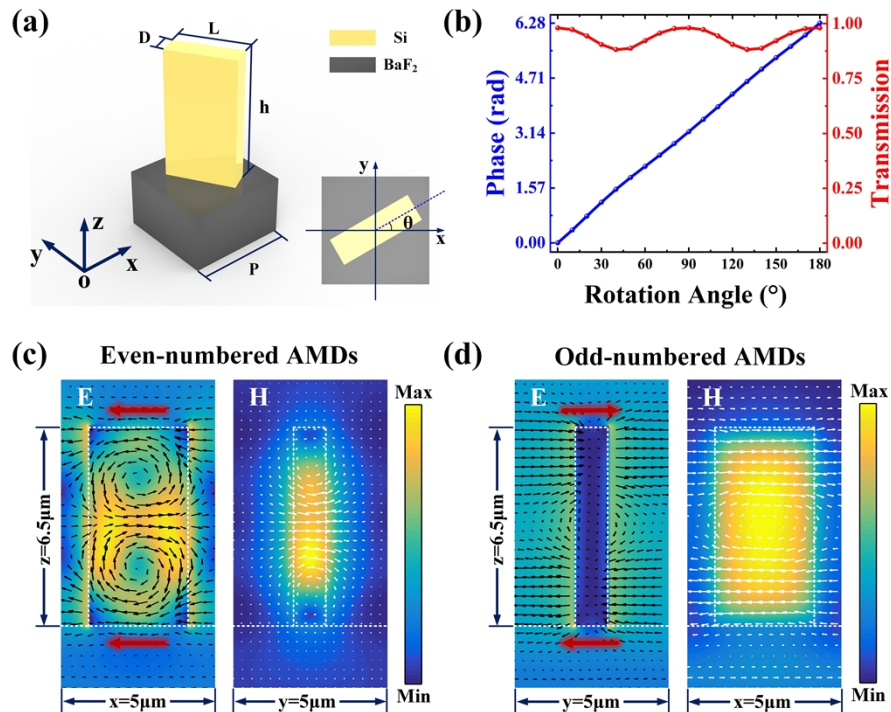 (a)
D
L
h
P
Si
BaF₂
z
y
x
o
y
θ
x
(b)
6.28
4.71
3.14
1.57
0.00
Phase (rad)
1.00
0.75
0.50
0.25
0.00
Transmission
0 30 60 90 120 150 180
Rotation Angle (°)
(c) Even-numbered AMDs
E
H
Max
Min
z=6.5μm
x=5μm
y=5μm
(d) Odd-numbered AMDs
E
H
Max
Min
z=6.5μm
y=5μm
x=5μm